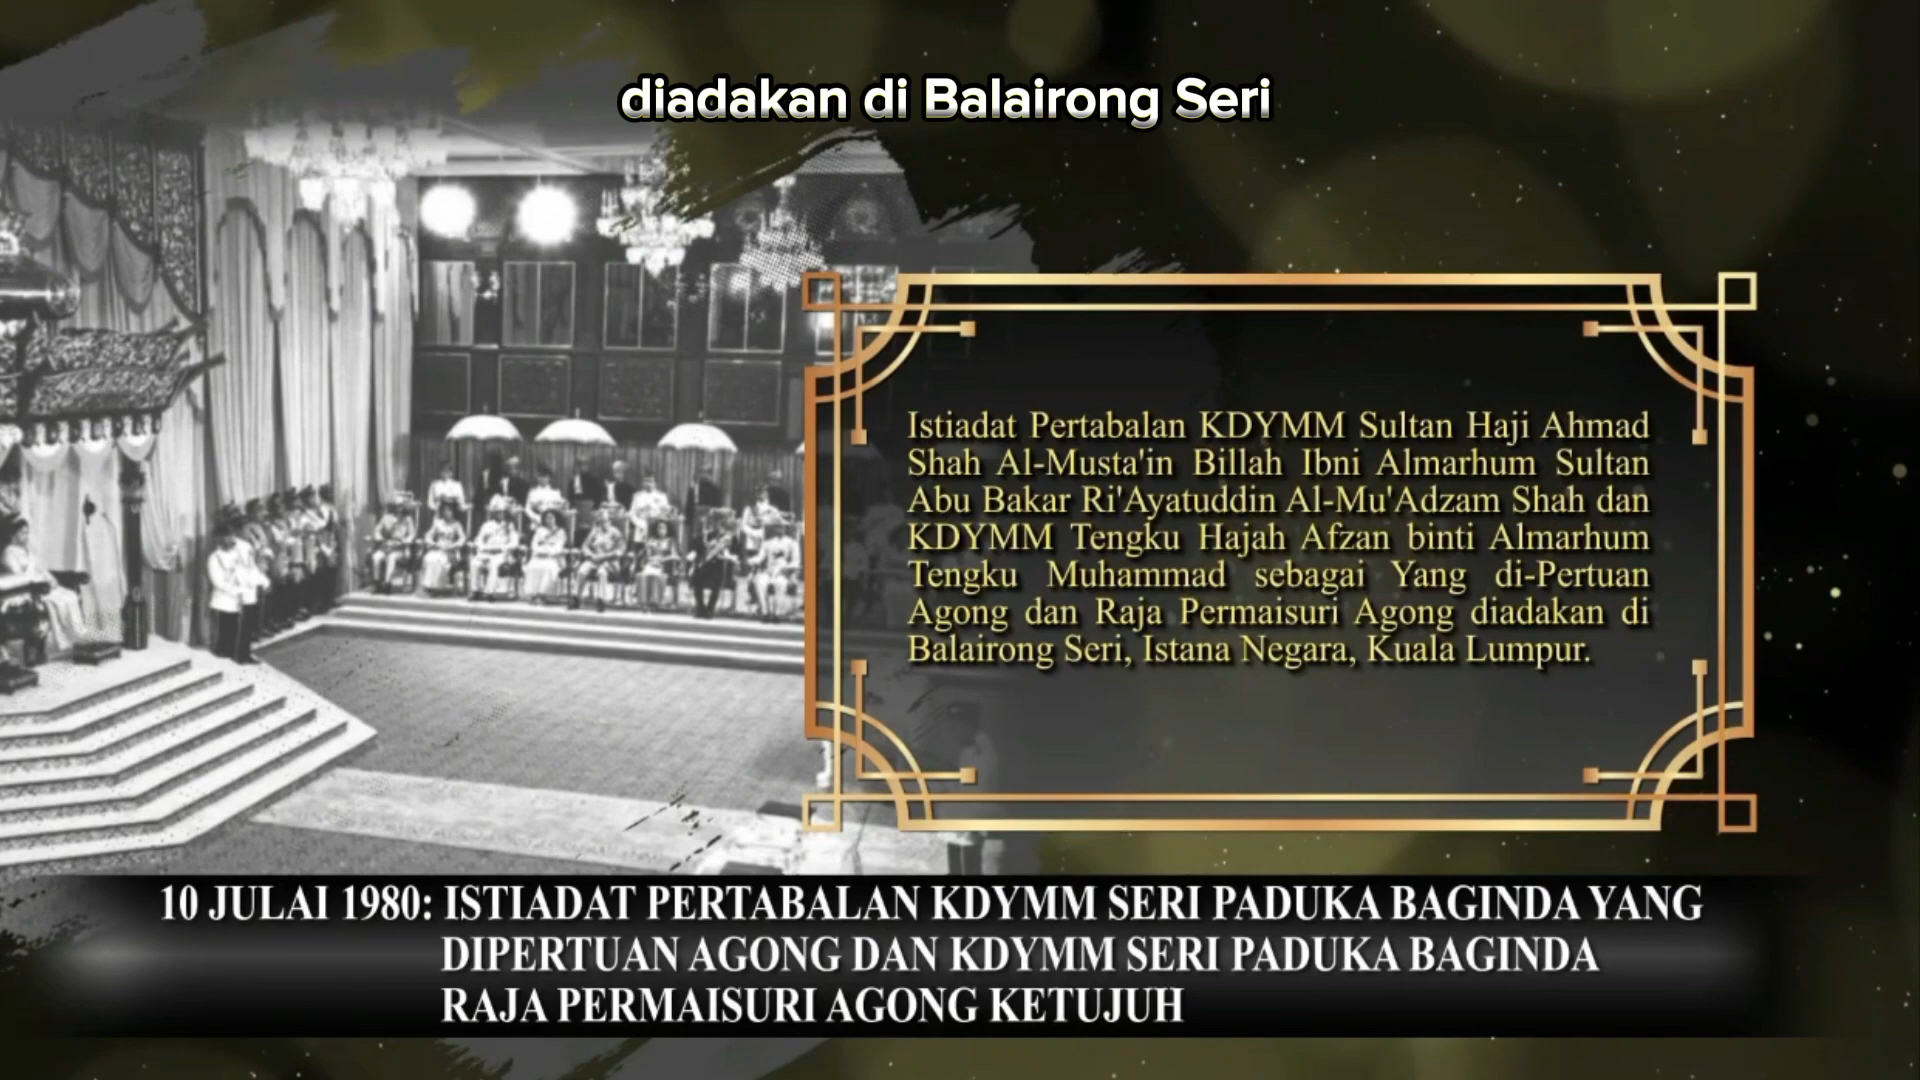 diadakan di Balairong Seri
Istiadat Pertabalan KDYMM Sultan Haji Ahmad
Shah Al-Musta'in Billah Ibni Almarhum Sultan
Abu Bakar Ri'Ayatuddin Al-Mu'Adzam Shah dan
KDYMM Tengku Hajah Afzan binti Almarhum
Tengku Muhammad sebagai Yang di-Pertuan
Agong dan Raja Permaisuri Agong diadakan di
Balairong Seri, Istana Negara, Kuala Lumpur.
10 JULAI 1980: ISTIADAT PERTABALAN KDYMM SERI PADUKA BAGINDA YANG
DIPERTUAN AGONG DAN KDYMM SERI PADUKA BAGINDA
RAJA PERMAISURI AGONG KETUJUH